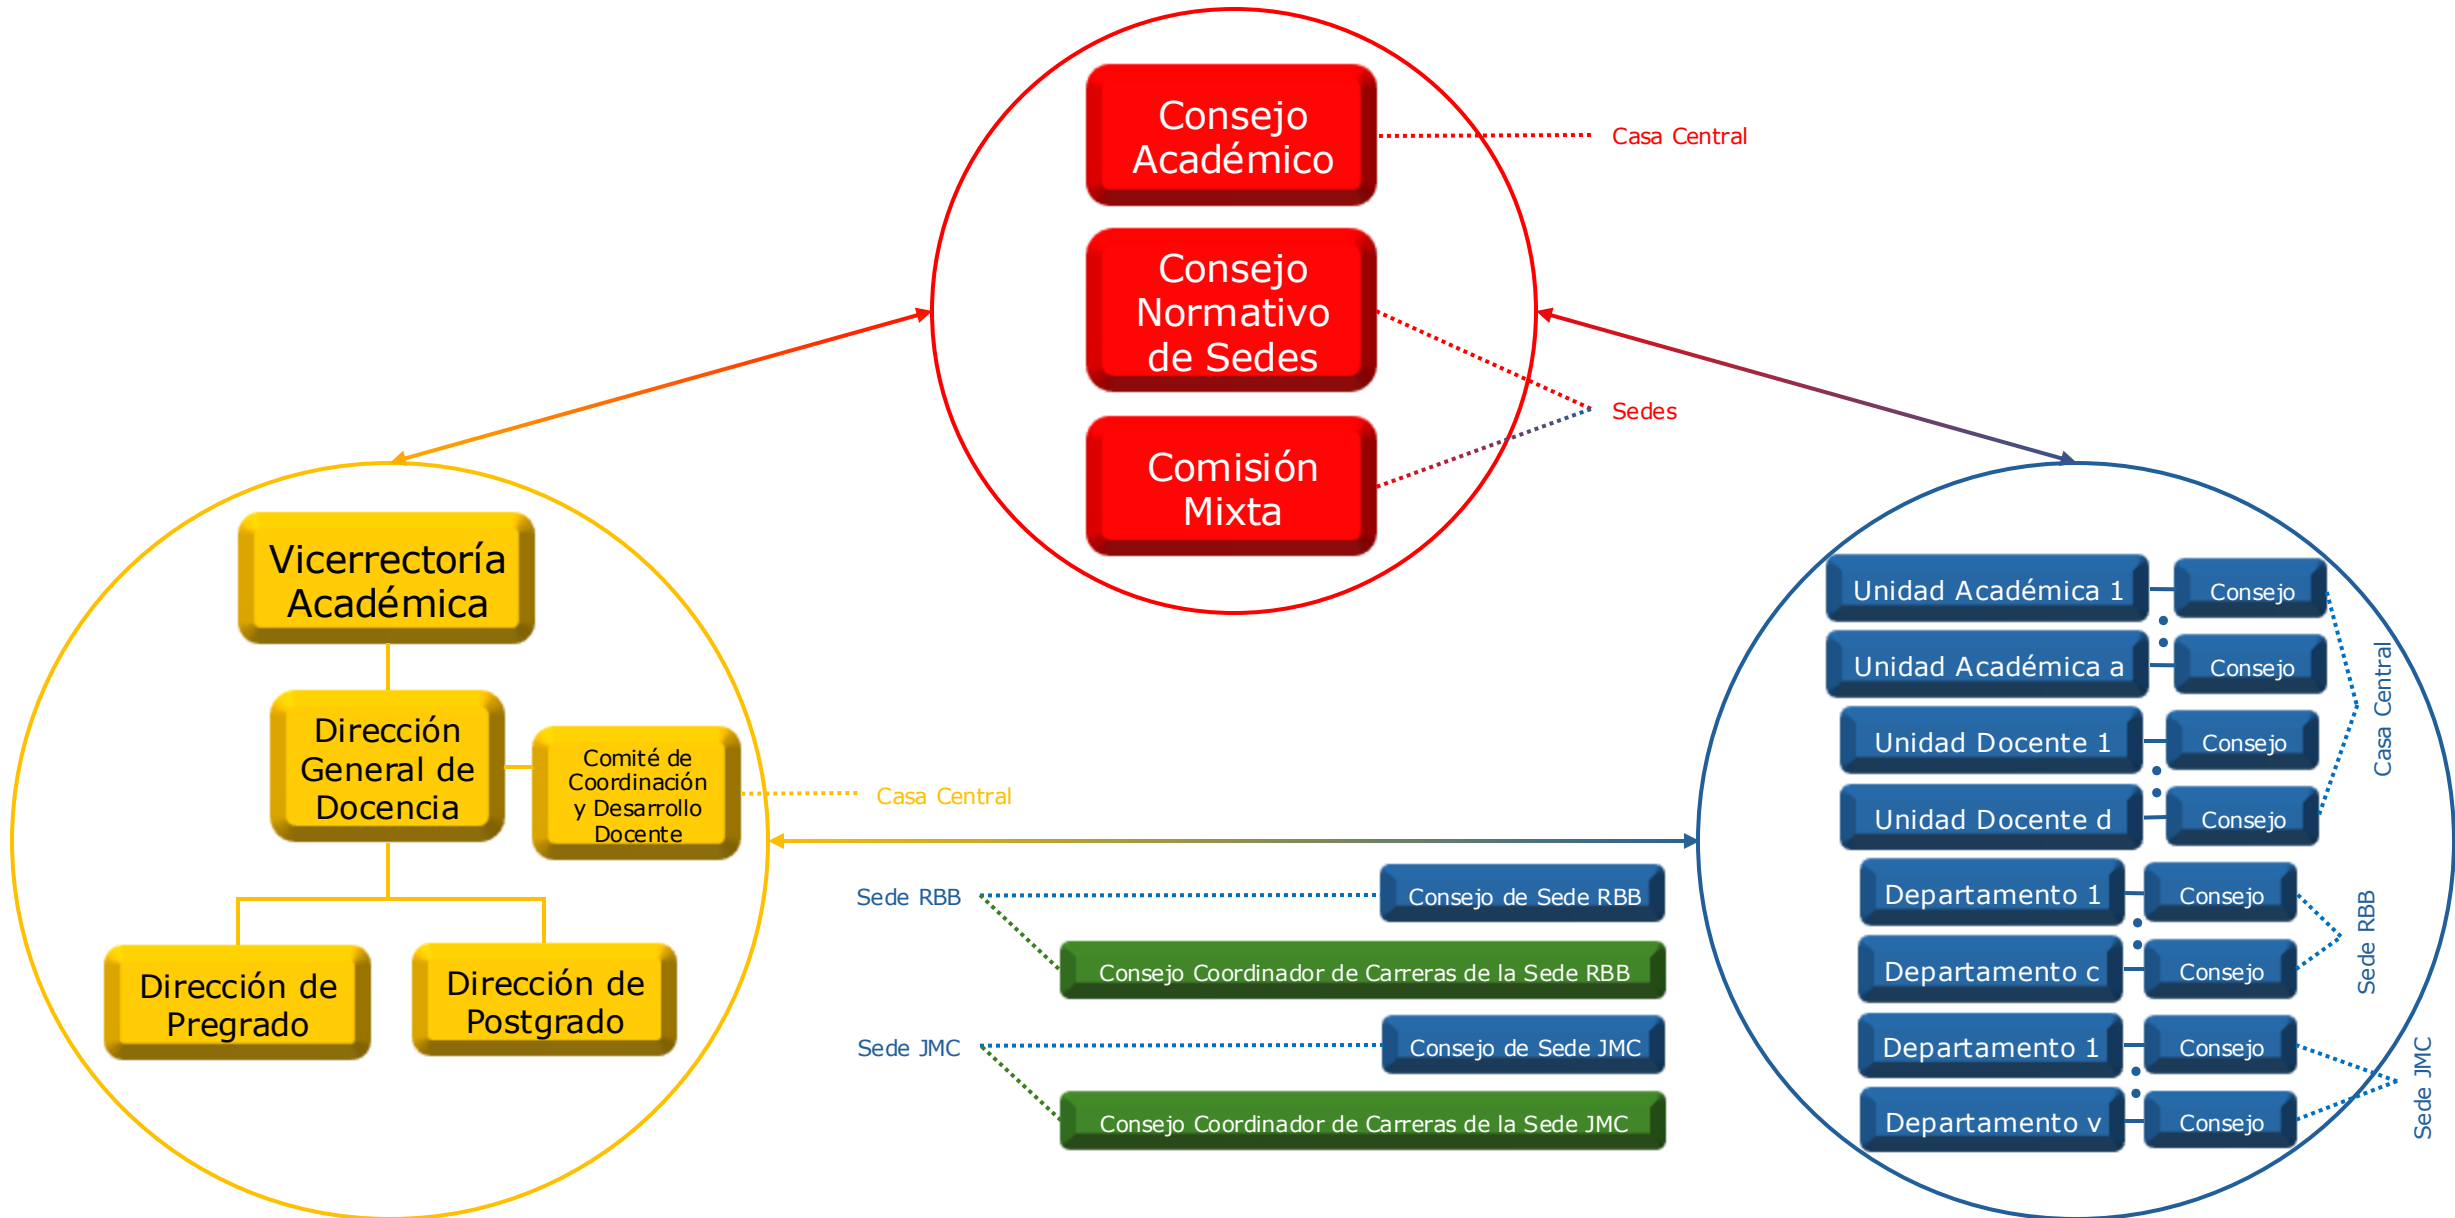 Consejo
Académico
Casa Central
Consejo
Normativo
de Sedes
Sedes
Comisión
Mixta
Vicerrectoría
Académica
Dirección
General de
Docencia
Comité de
Coordinación
y Desarrollo
Docente
Casa Central
Dirección de
Pregrado
Dirección de
Postgrado
Sede RBB
Consejo de Sede RBB
Consejo Coordinador de Carreras de la Sede RBB
Sede JMC
Consejo de Sede JMC
Consejo Coordinador de Carreras de la Sede JMC
Unidad Académica 1
Consejo
Unidad Académica a
Consejo
Unidad Docente 1
Consejo
Unidad Docente d
Consejo
Casa Central
Departamento 1
Consejo
Departamento c
Consejo
Sede RBB
Departamento 1
Consejo
Departamento v
Consejo
Sede JMC